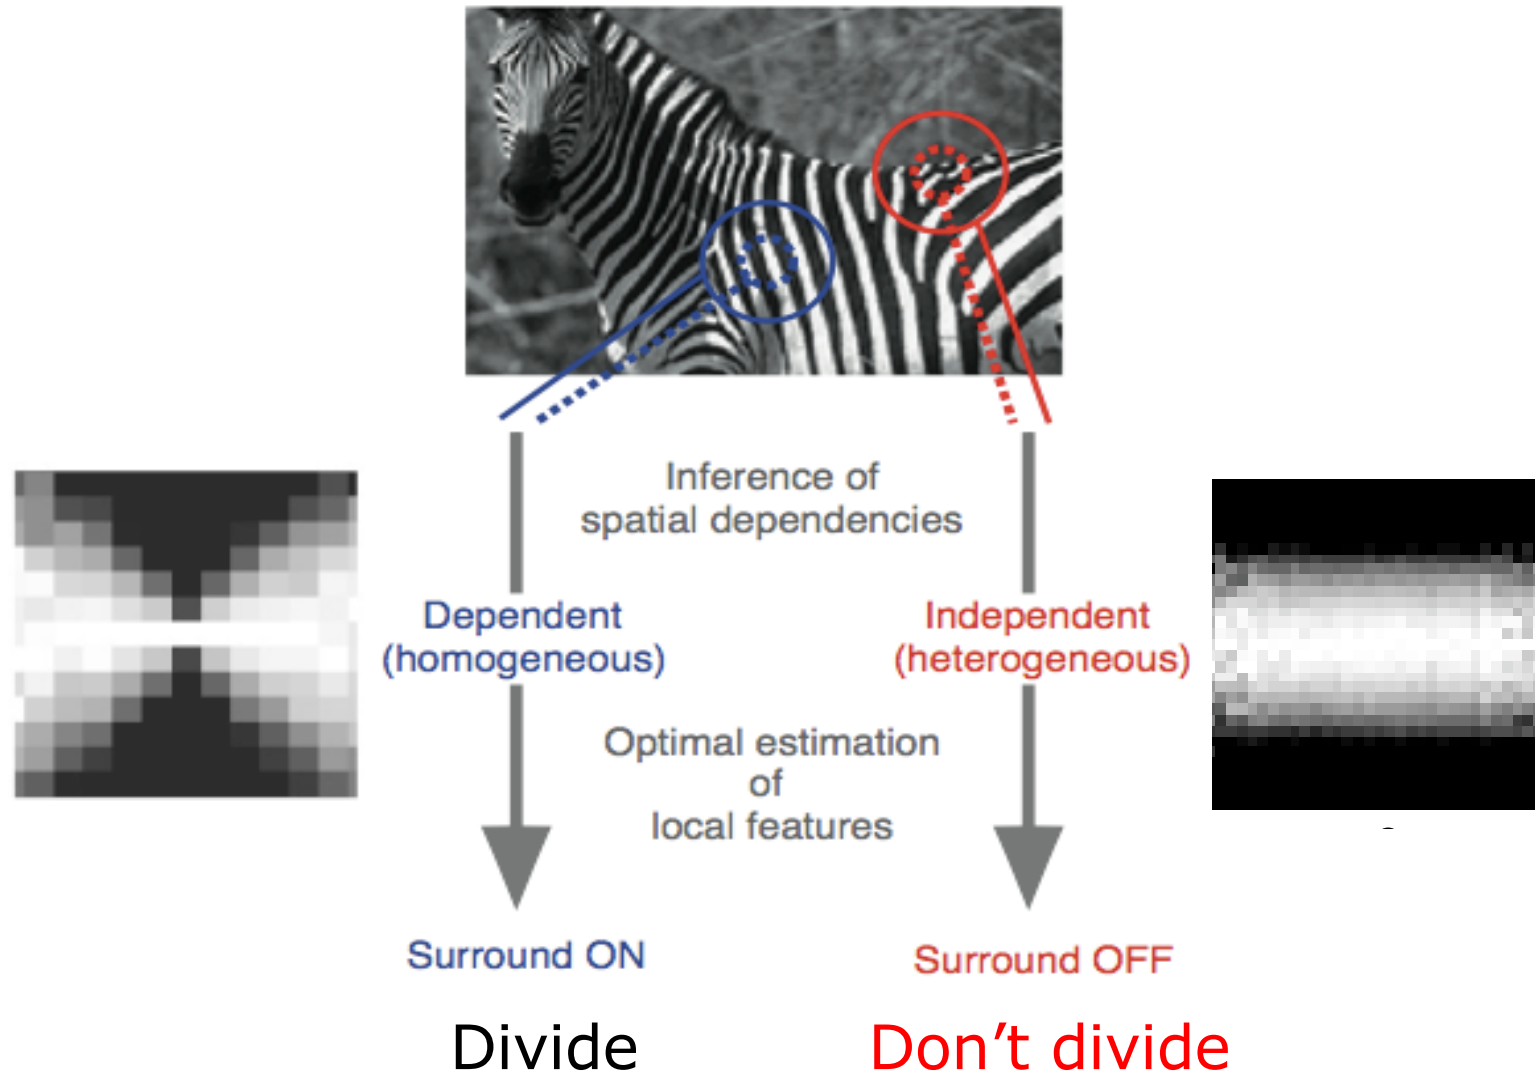 Inference of
spatial dependencies
Dependent
(homogeneous)
Independent
(heterogeneous)
Optimal estimation
of
local features
Surround ON
Surround OFF
Divide
Don’t divide